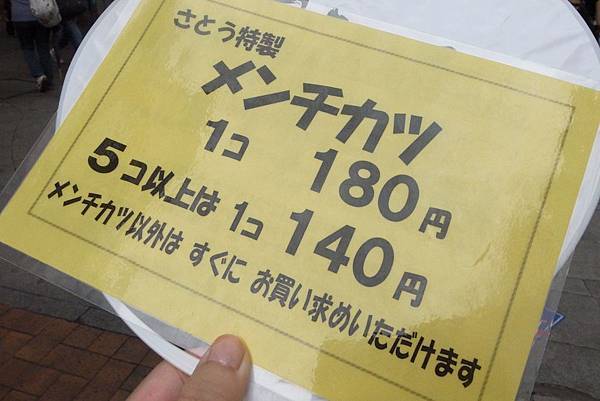 さとう特製
メンチカツ
1コ 180円
5コ以上は 1コ 140円
メンチカツ以外は すぐに お買い求めいただけます